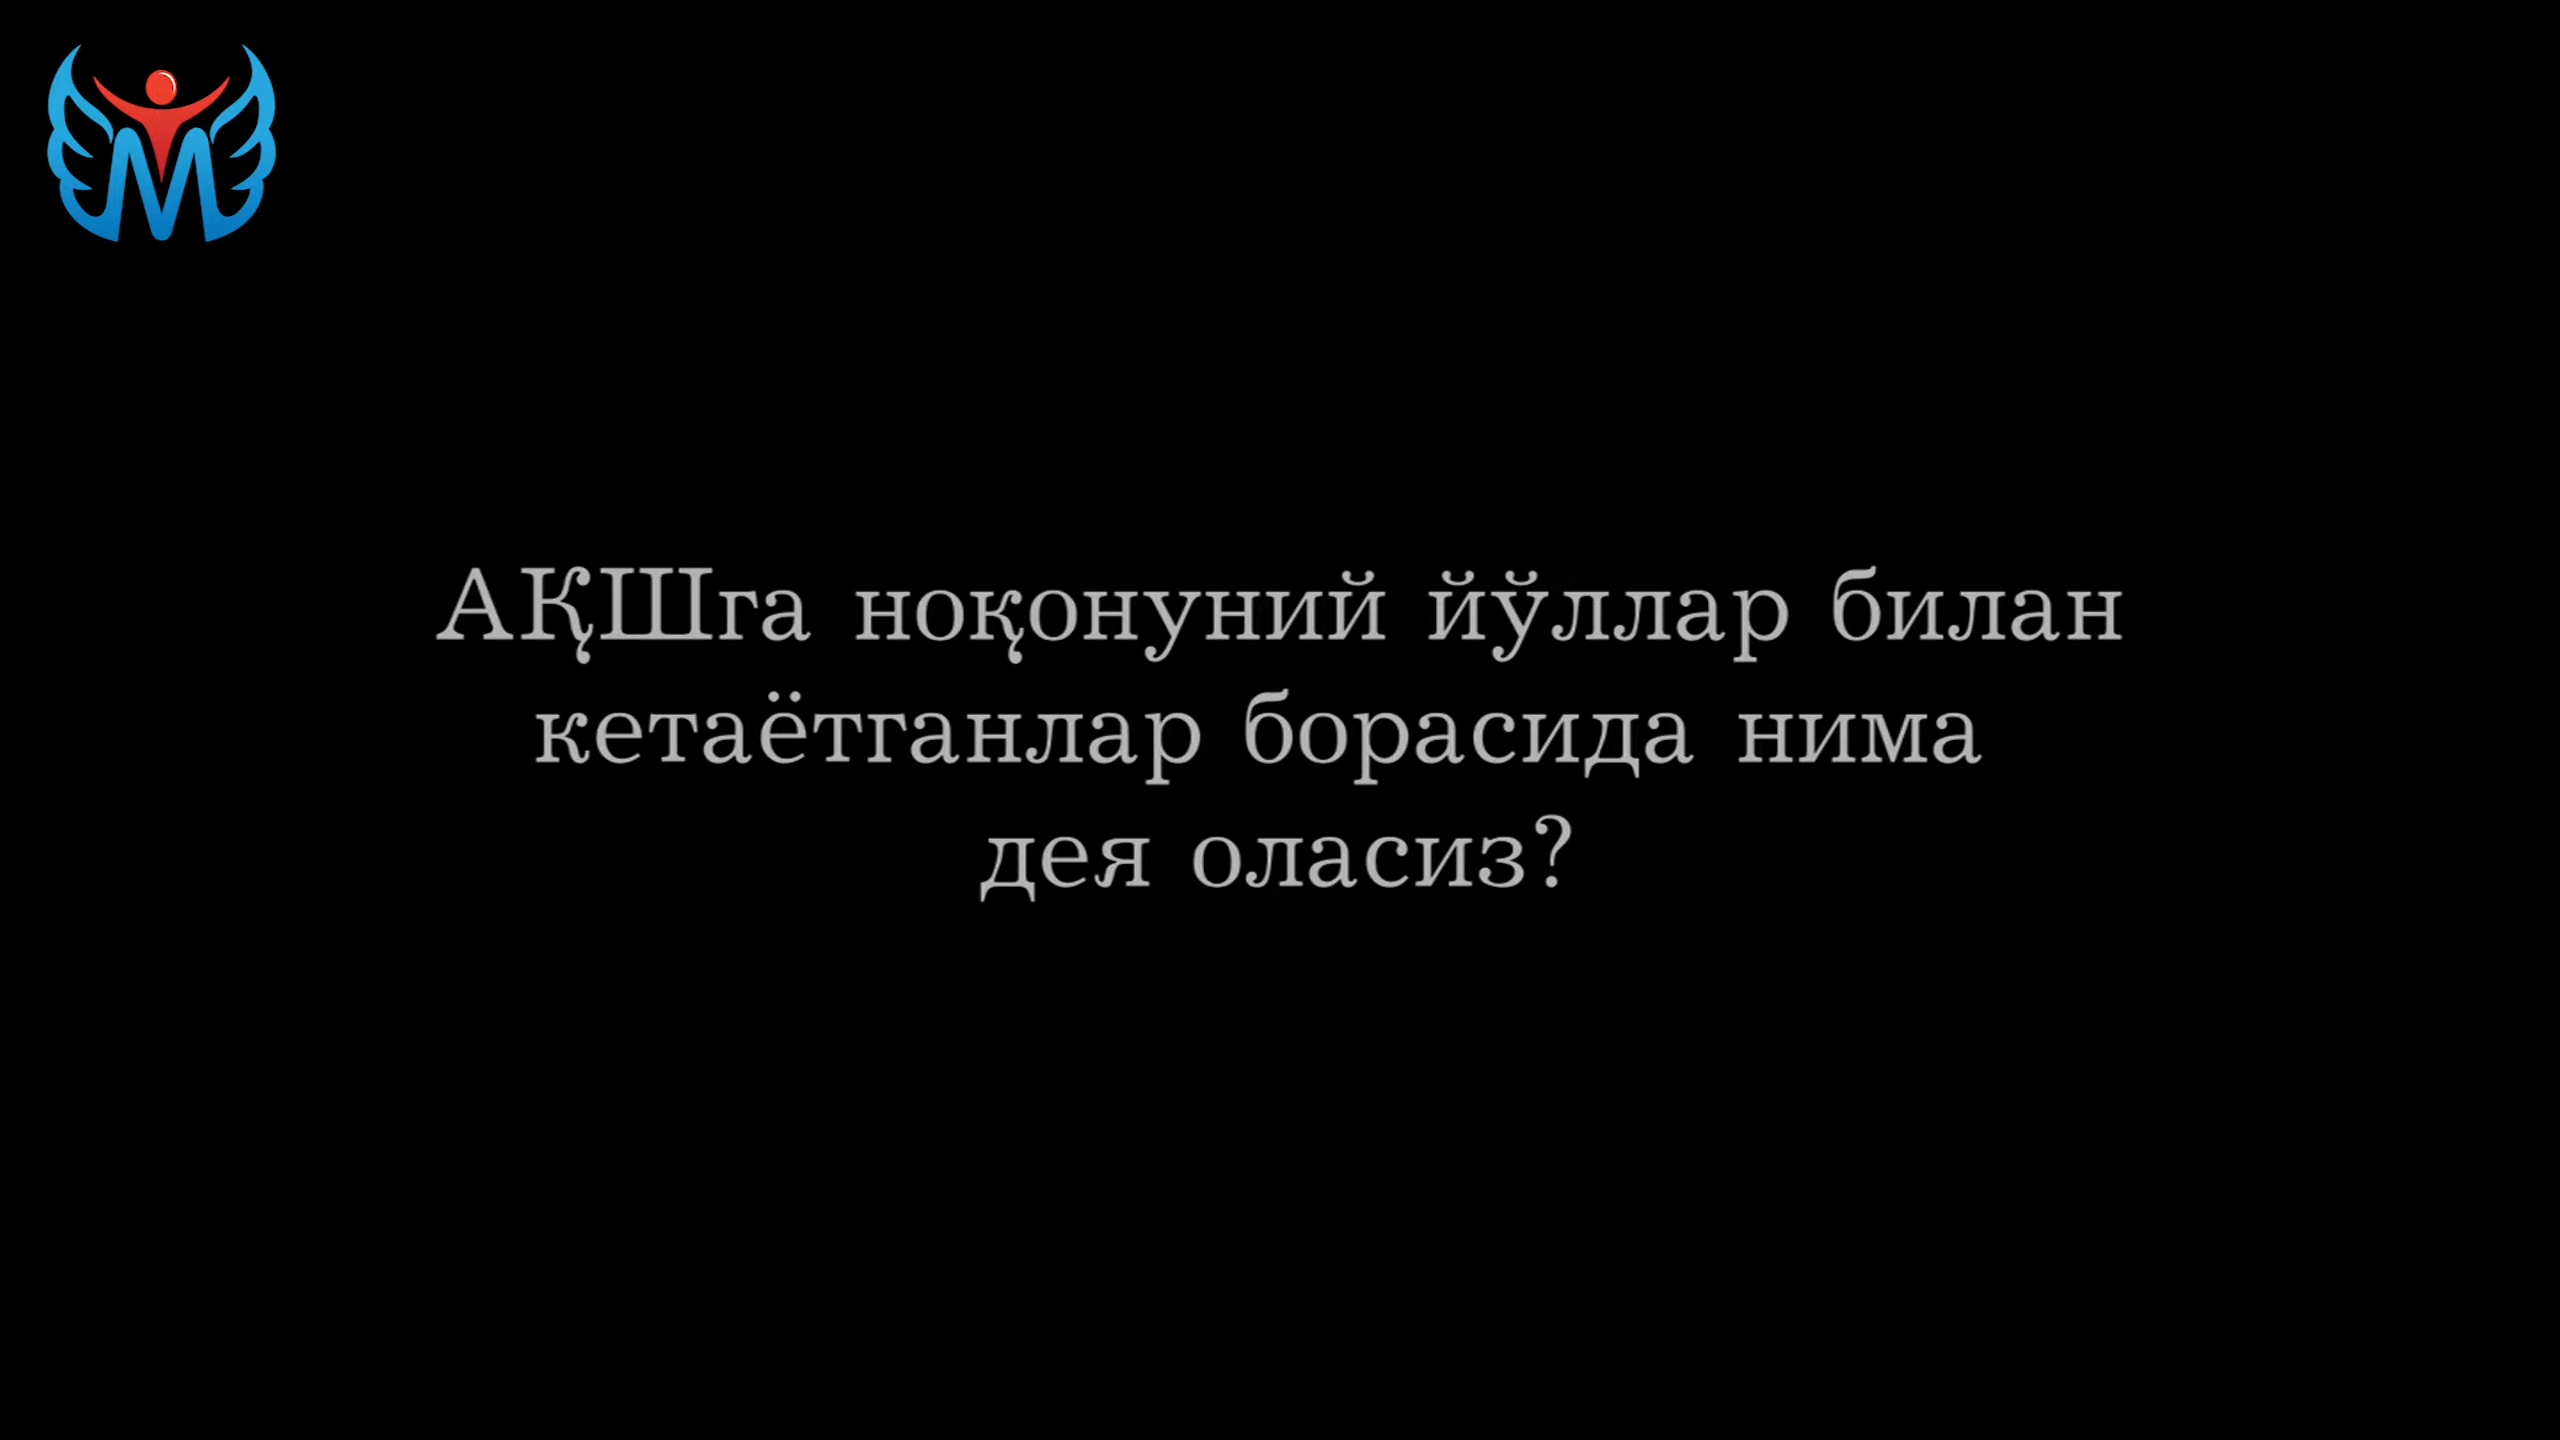 АҚШга ноқонуний йўллар билан
кетаётганлар борасида нима
дея оласиз?